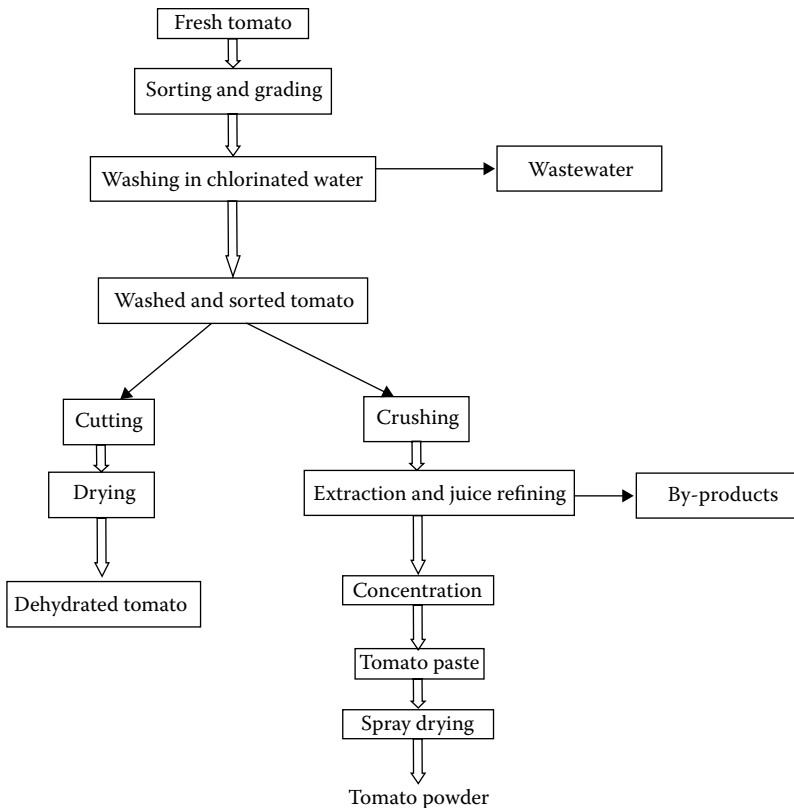 Fresh tomato
Sorting and grading
Washing in chlorinated water
Wastewater
Washed and sorted tomato
Cutting
Crushing
Drying
Extraction and juice refining
By-products
Dehydrated tomato
Concentration
Tomato paste
Spray drying
Tomato powder